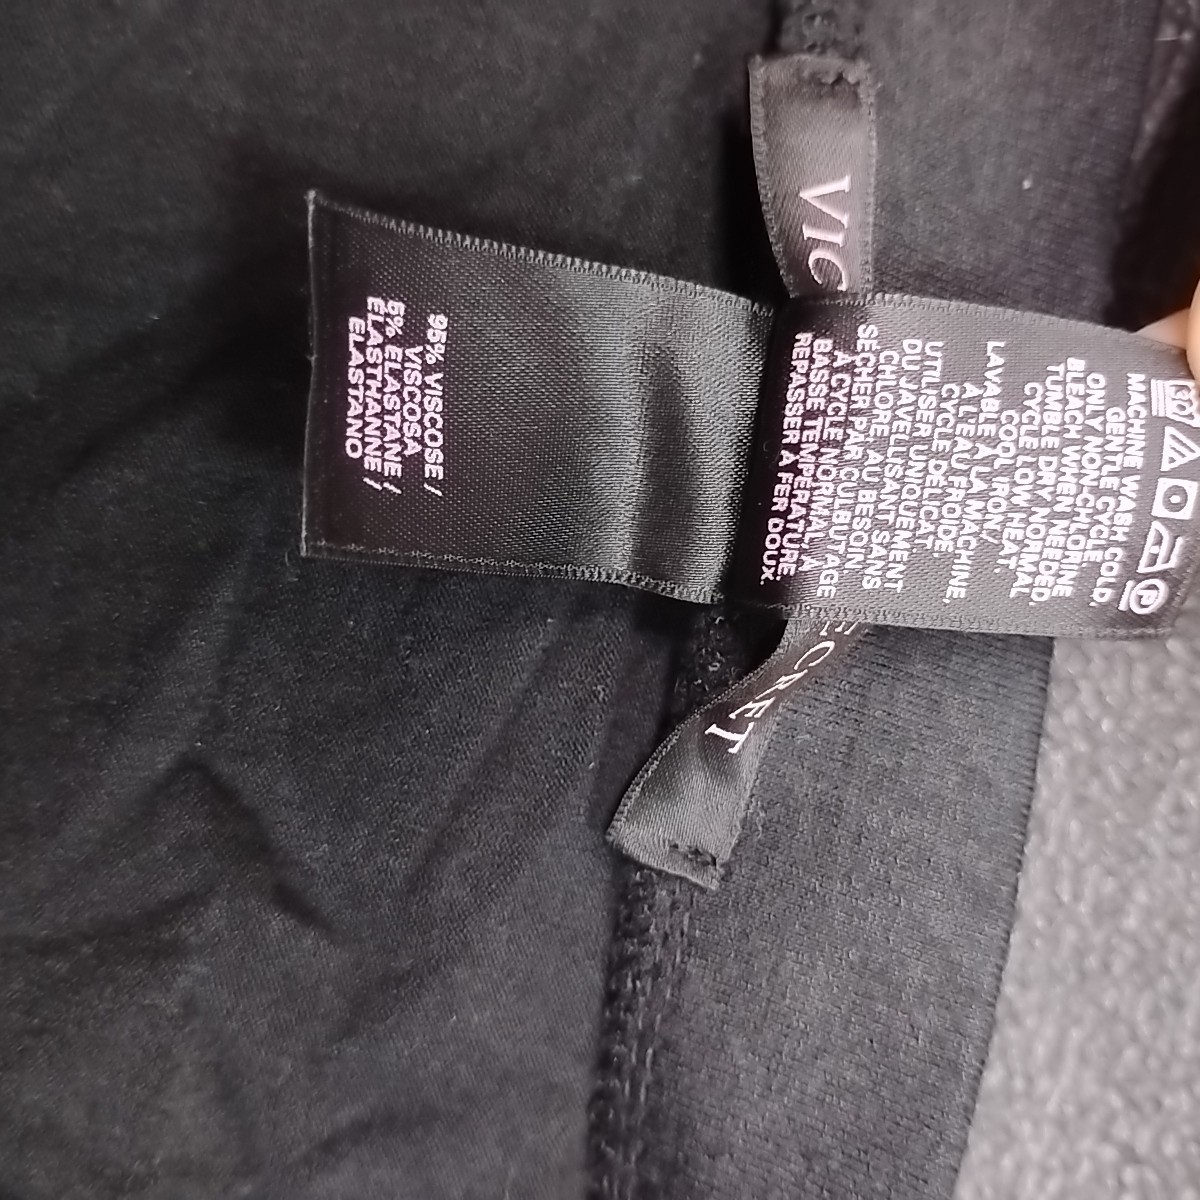 VIC
ECRET
30
P
MACHINE WASH COLD.
GENTLE CYCLE.
ONLY NON-CHLORINE
BLEACH WHEN NEEDED.
TUMBLE DRY NORMAL
CYCLE LOW HEAT.
COOL IRON/
LAVABLE À LA MACHINE.
À L'EAU FROIDE
CYCLE DÉLICAT
UTILISER UNIQUEMENT
DU JAVELLISANT SANS
CHLORE, AU BESOIN
SÉCHER PAR CULBUTAGE
À CYCLE NORMAL, À
BASSE TEMPÉRATURE.
REPASSER À FER DOUX.
95% VISCOSE /
VISCOSA
5% ELASTANE /
ÉLASTHANNE /
ELASTANO